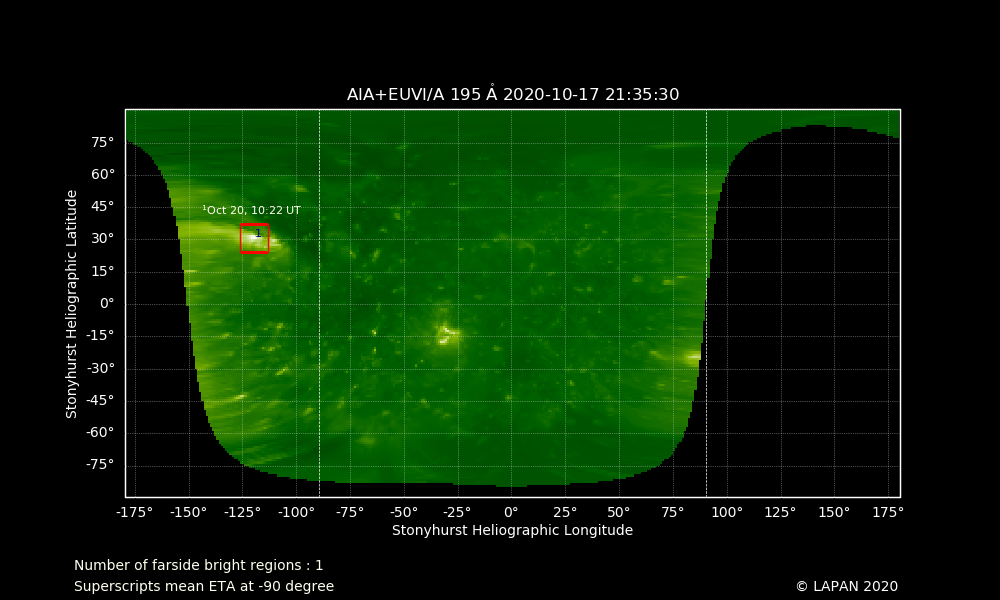 AIA+EUVI/A 195 Å 2020-10-17 21:35:30
Stonyhurst Heliographic Latitude
75°
60°
45°
30°
15°
0°
-15°
-30°
-45°
-60°
-75°
¹Oct 20, 10:22 UT
1
-175° -150° -125° -100° -75° -50° -25° 0° 25° 50° 75° 100° 125° 150° 175°
Stonyhurst Heliographic Longitude
Number of farside bright regions : 1
Superscripts mean ETA at -90 degree
© LAPAN 2020